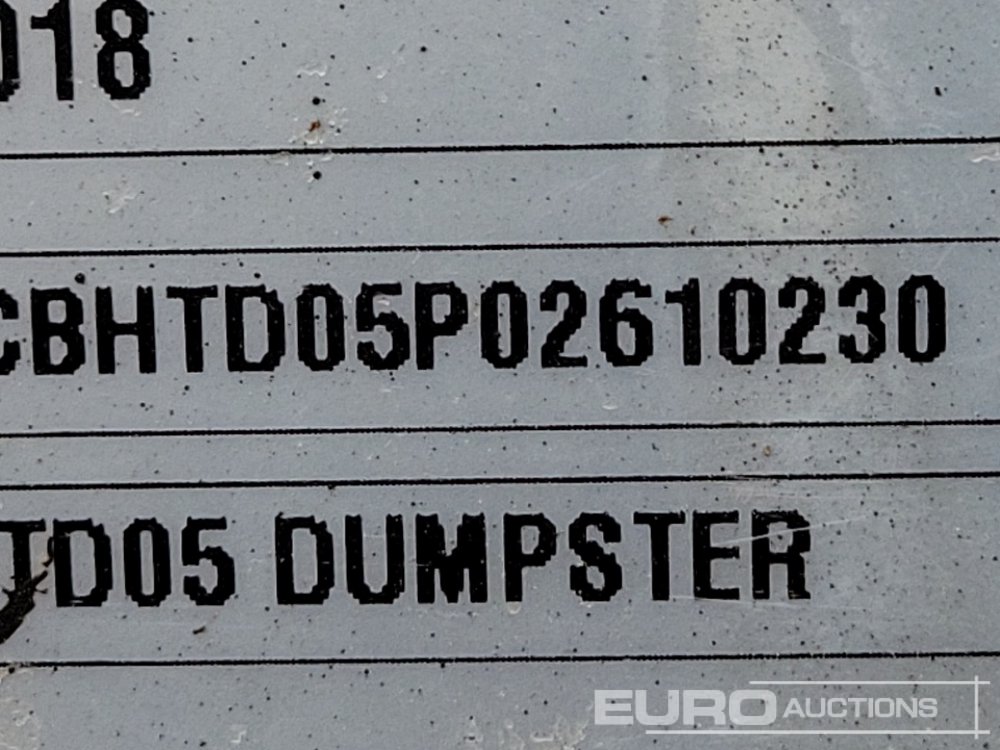 018
CBHTD05P02610230
TD05 DUMPSTER
EURO AUCTIONS